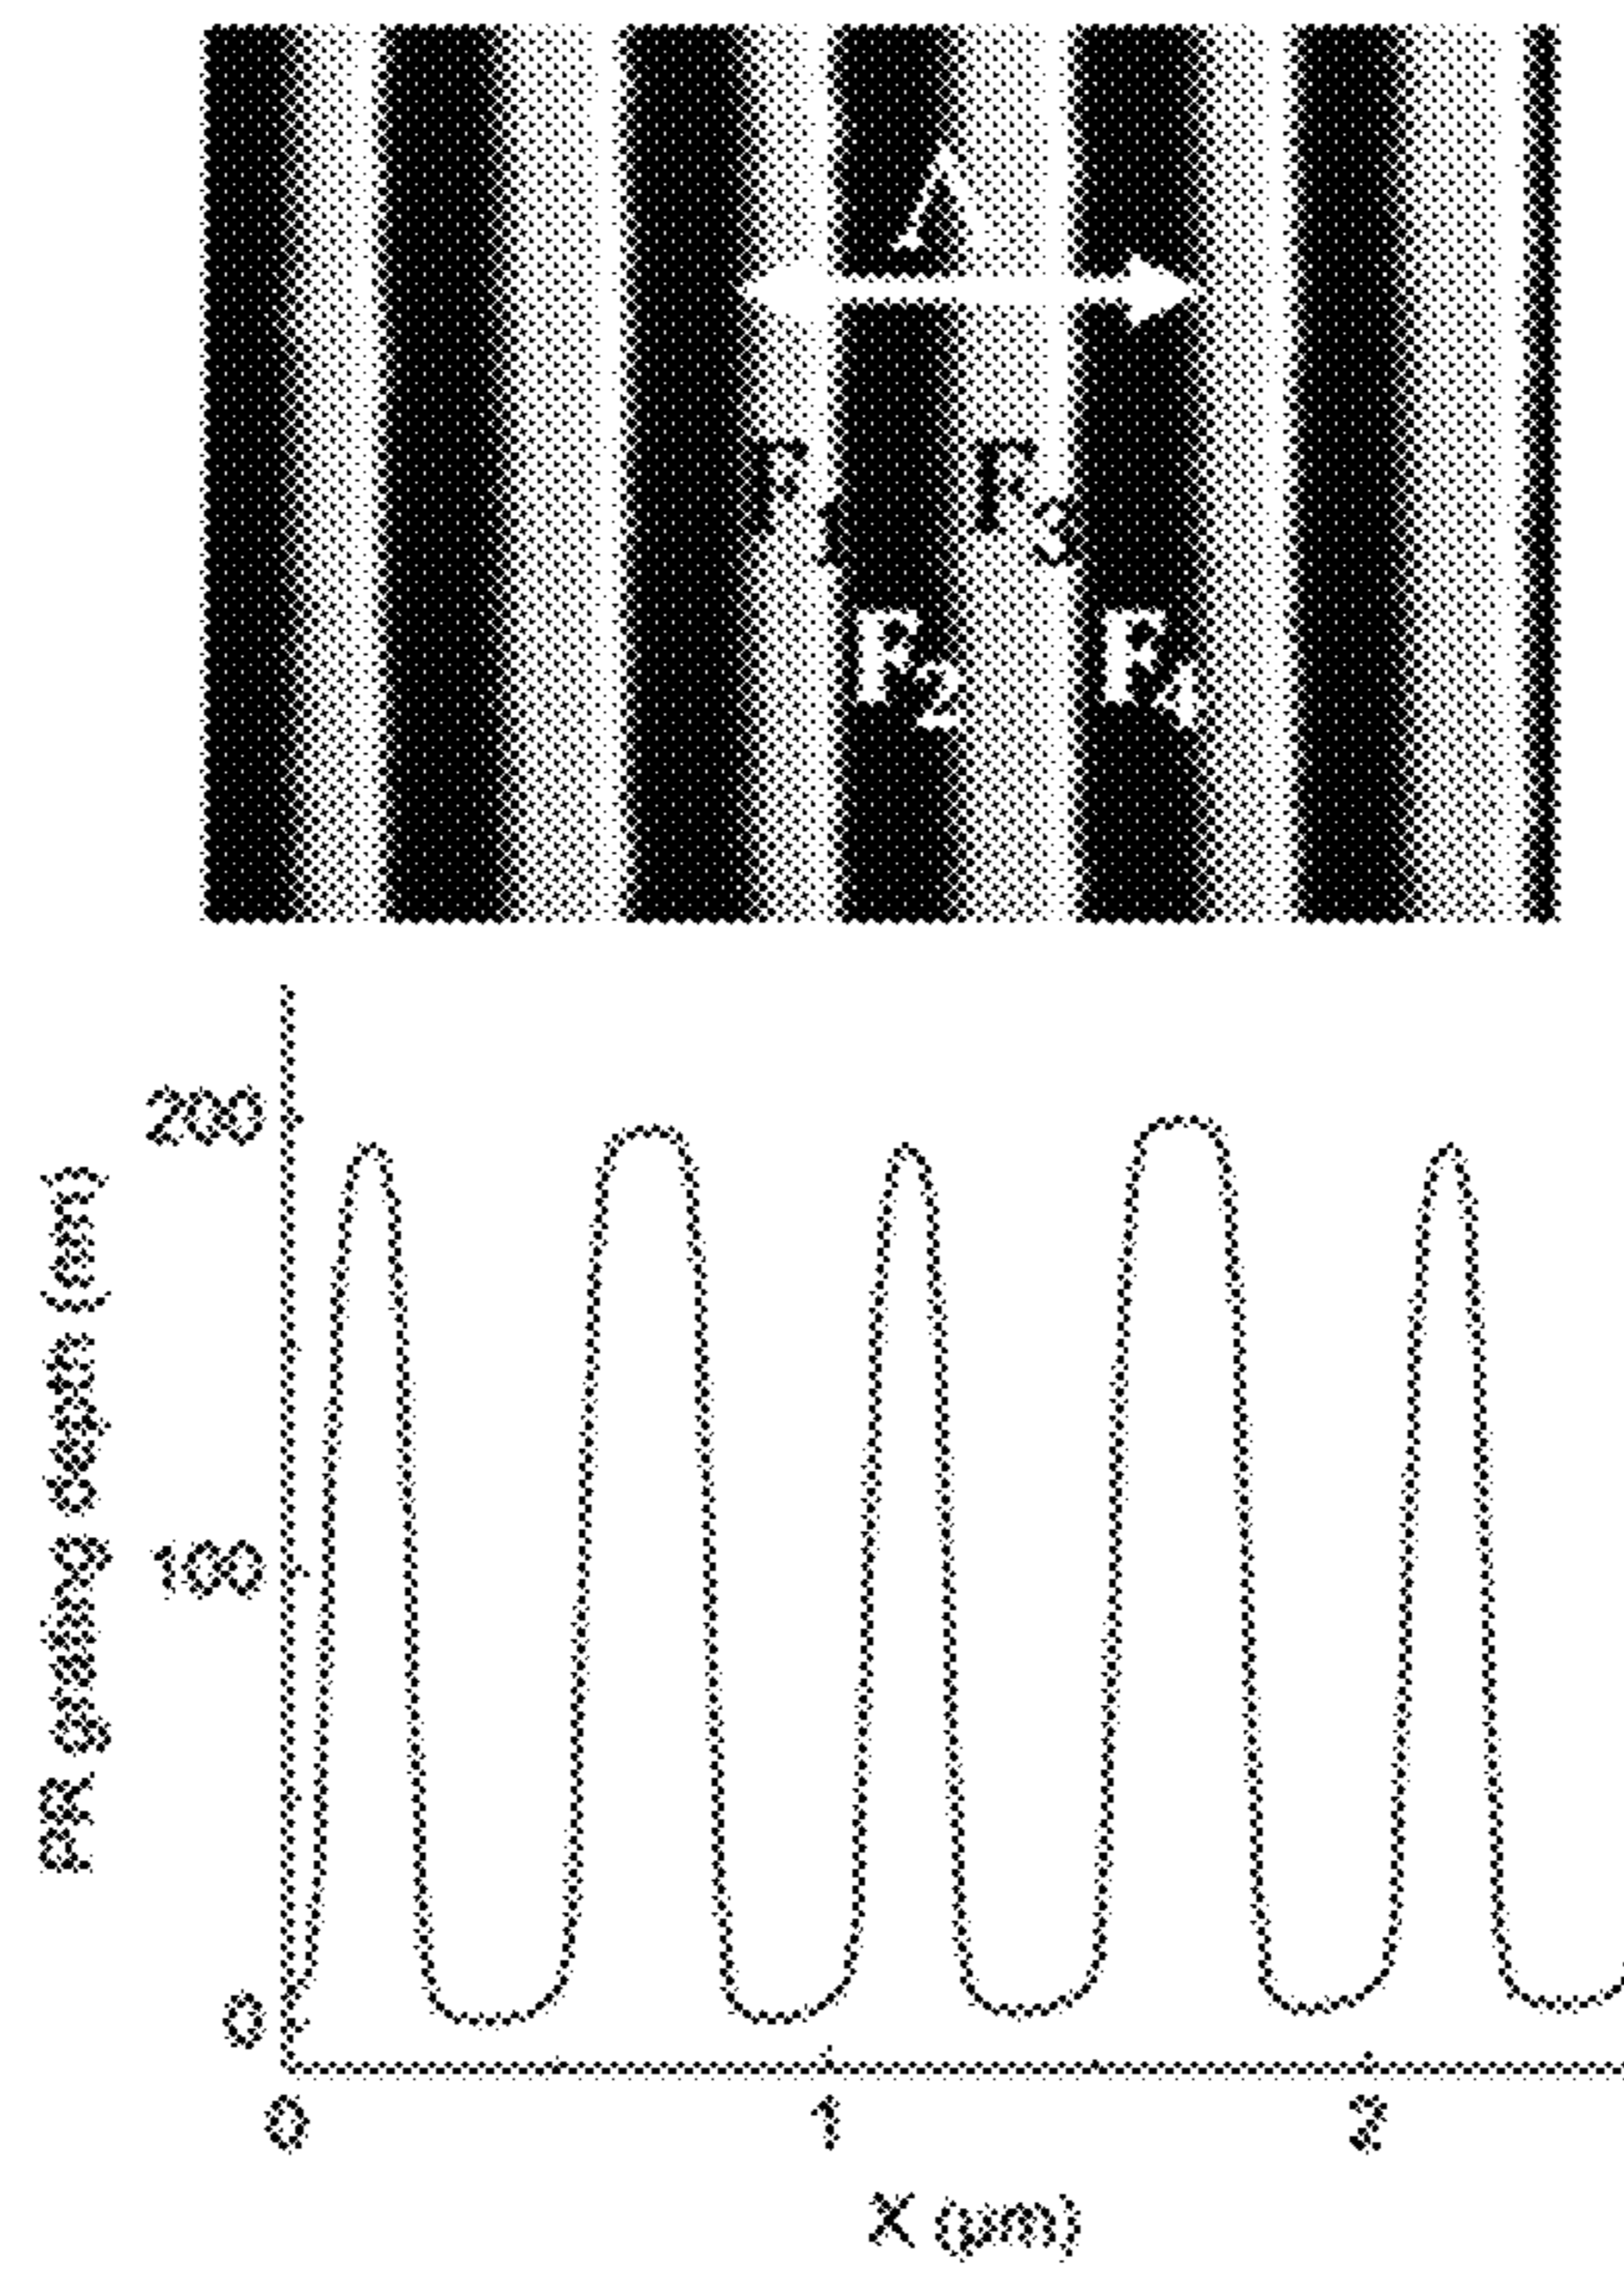 Λ
F1 F3
F2 F4
200
100
0
PR grating depth (nm)
0 1 2
X (μm)